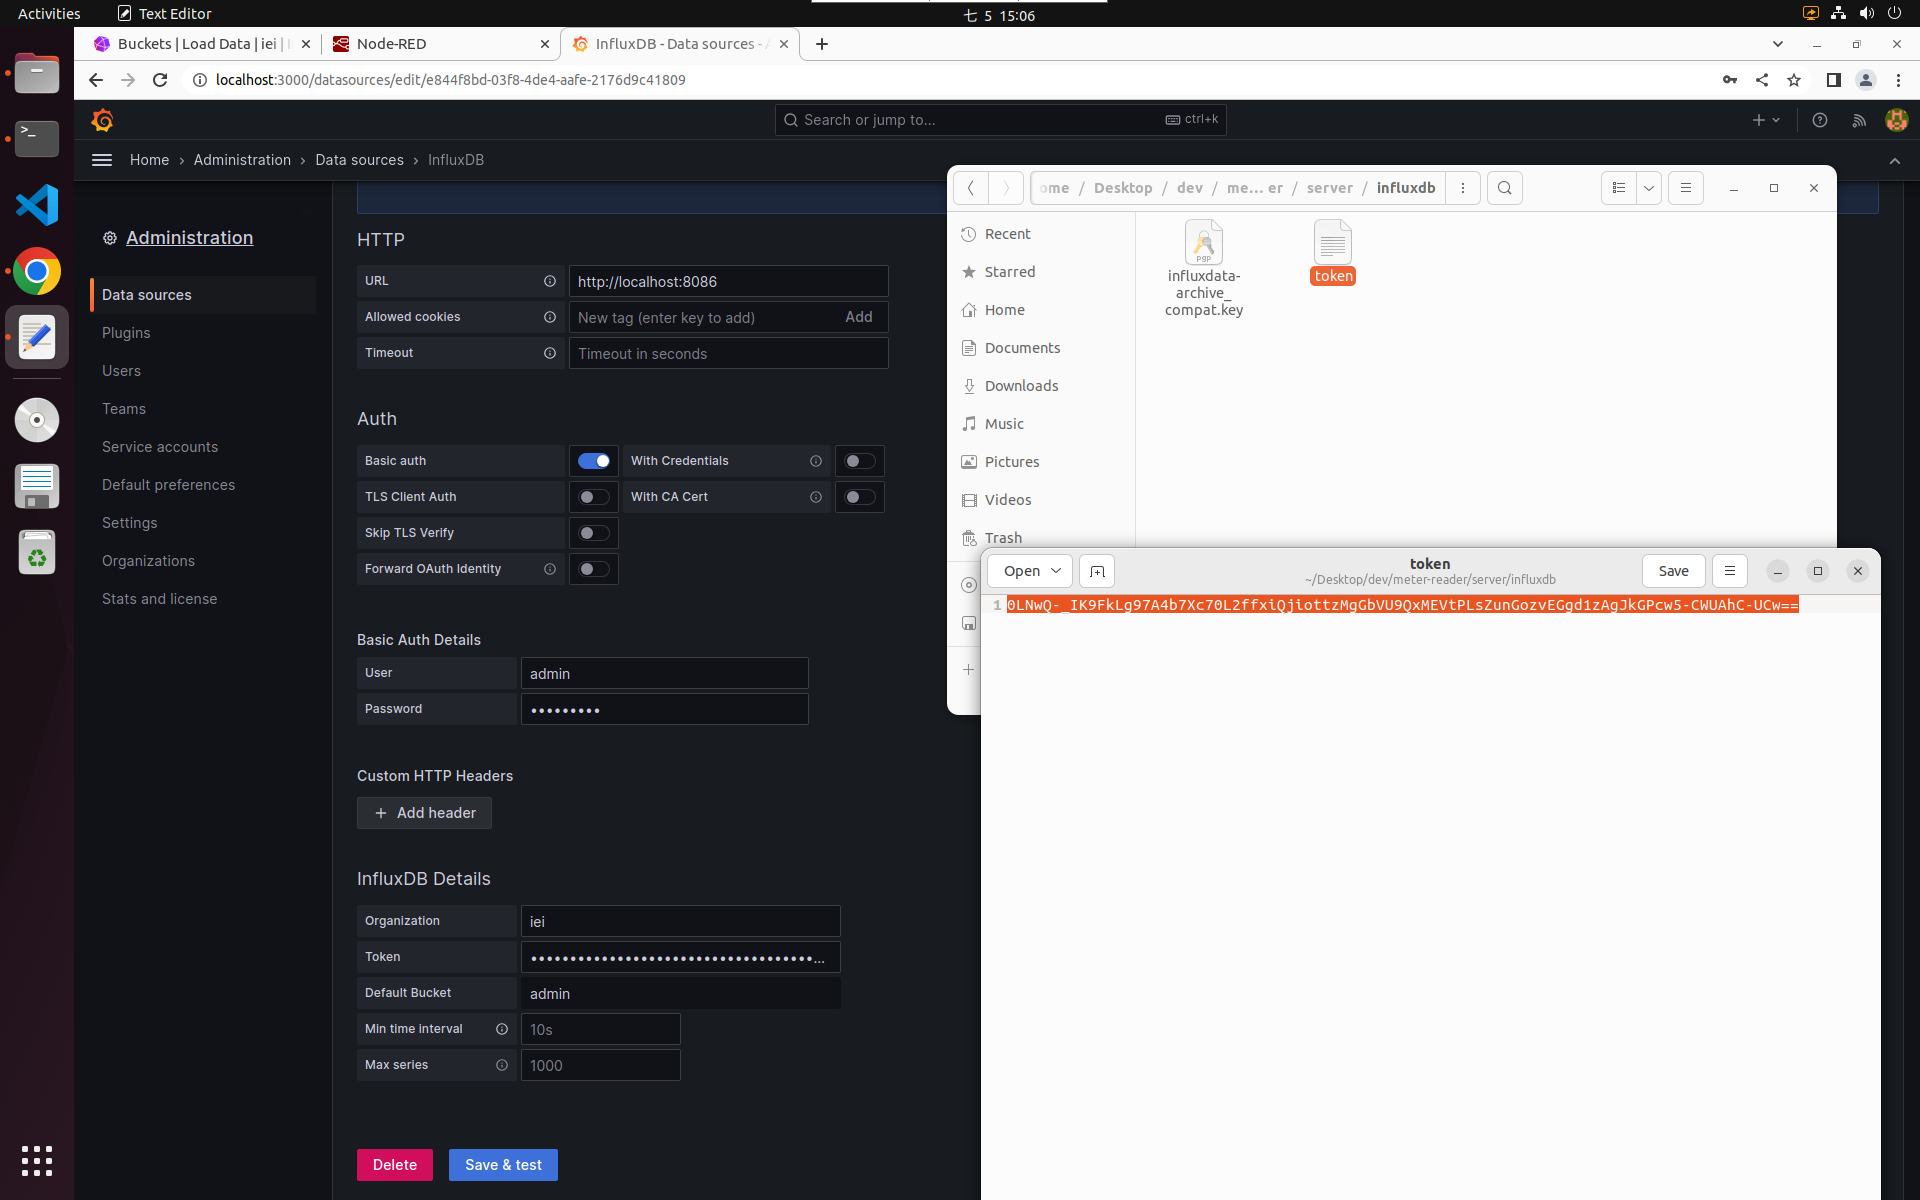 Activities
Text Editor
七 5 15:06
Buckets | Load Data | iei |
Node-RED
InfluxDB - Data sources -
localhost:3000/datasources/edit/e844f8bd-03f8-4de4-aafe-2176d9c41809
Search or jump to...
ctrl+k
Home › Administration › Data sources › InfluxDB
Administration
Data sources
Plugins
Users
Teams
Service accounts
Default preferences
Settings
Organizations
Stats and license
HTTP
URL
http://localhost:8086
Allowed cookies
New tag (enter key to add)
Add
Timeout
Timeout in seconds
Auth
Basic auth
With Credentials
TLS Client Auth
With CA Cert
Skip TLS Verify
Forward OAuth Identity
Basic Auth Details
User
admin
Password
•••••••••
Custom HTTP Headers
Add header
InfluxDB Details
Organization
iei
Token
••••••••••••••••••••••••••••••••••••...
Default Bucket
admin
Min time interval
10s
Max series
1000
Delete
Save & test
ome / Desktop / dev / me... er / server / influxdb
Recent
Starred
Home
Documents
Downloads
Music
Pictures
Videos
Trash
pgp
influxdata-
archive_
compat.key
token
Open
token
~/Desktop/dev/meter-reader/server/influxdb
Save
1
0LNwQ-_IK9FkLg97A4b7Xc70L2ffxiQjiottzMgGbVU9QxMEVtPLsZunGozvEGgd1zAgJkGPcw5-CWUAhC-UCw==